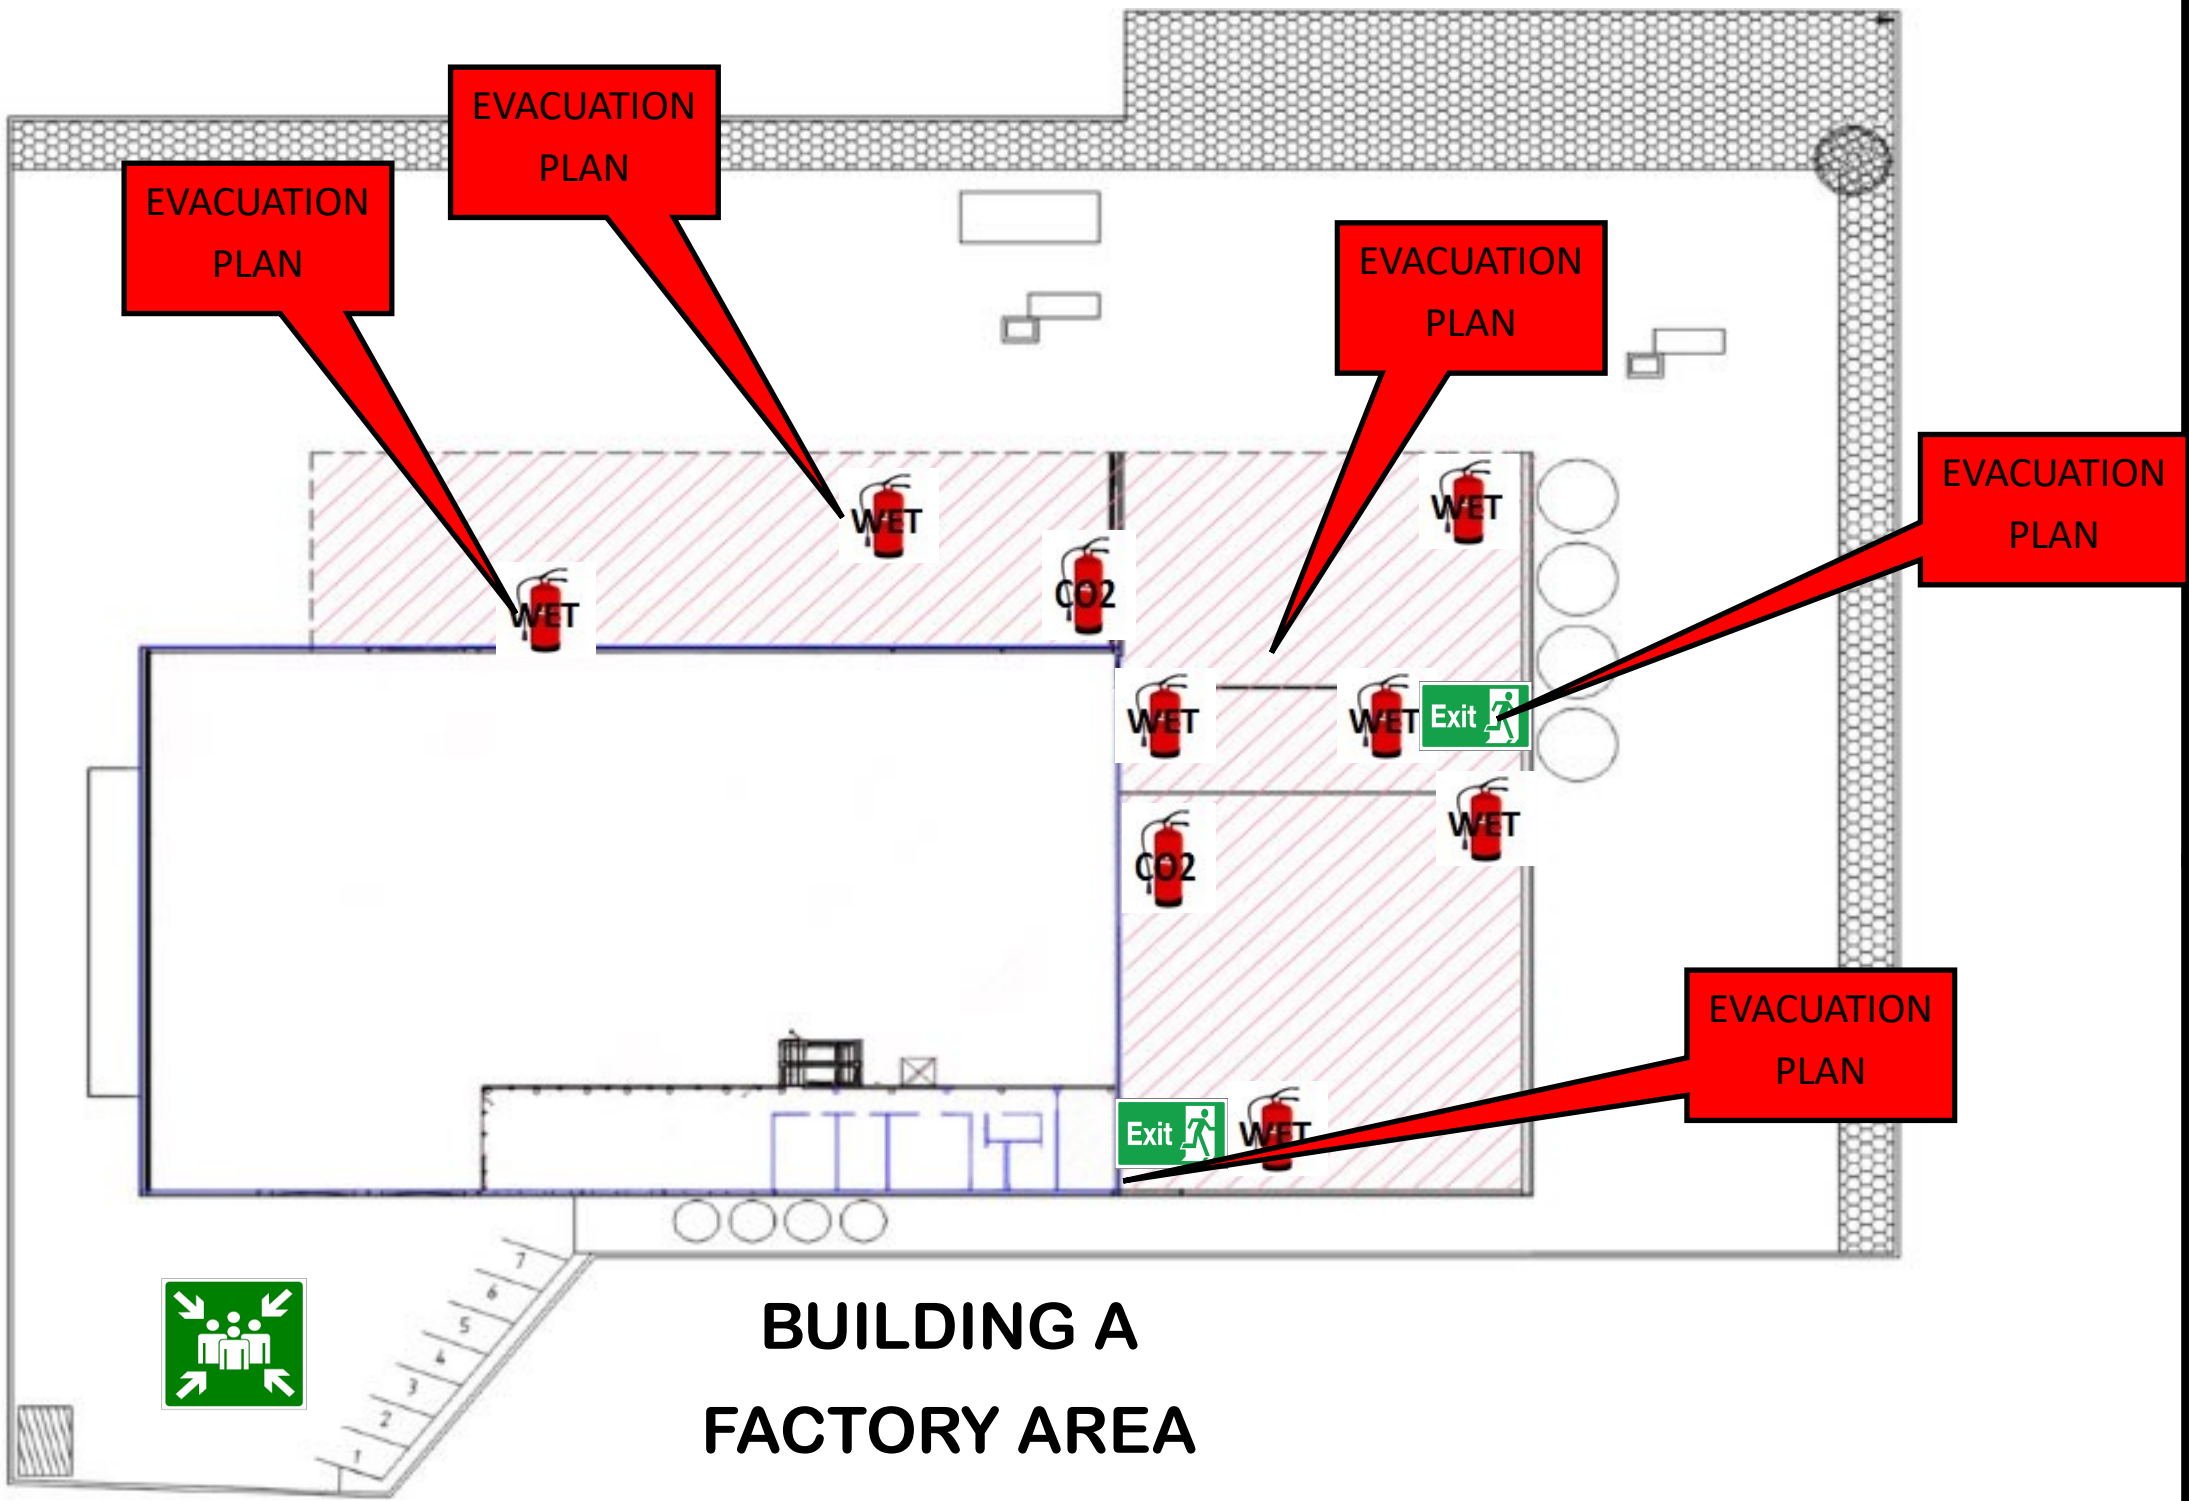 EVACUATION
PLAN
EVACUATION
PLAN
EVACUATION
PLAN
EVACUATION
PLAN
WET
WET
WET
CO2
WET
WET
Exit
WET
CO2
EVACUATION
PLAN
Exit
WET
7
6
5
4
3
2
1
BUILDING A
FACTORY AREA